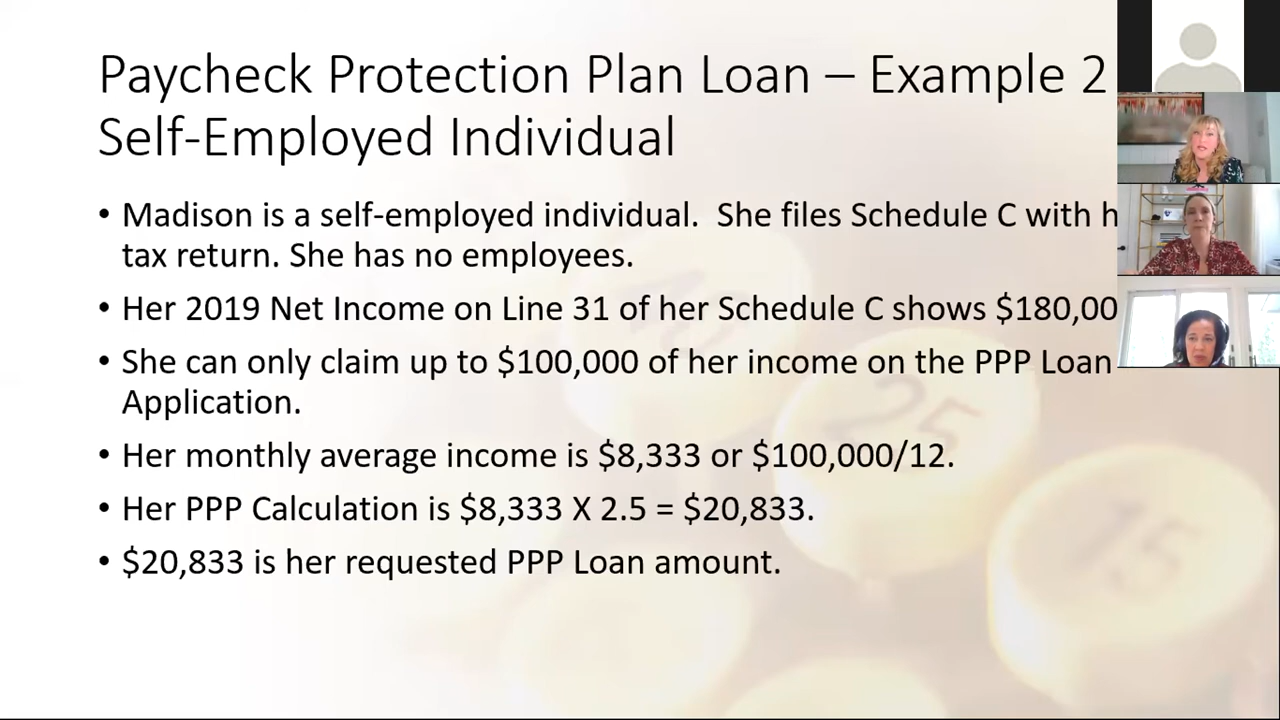 Paycheck Protection Plan Loan – Example 2
Self-Employed Individual
• Madison is a self-employed individual. She files Schedule C with
tax return. She has no employees.
• Her 2019 Net Income on Line 31 of her Schedule C shows $180,00
• She can only claim up to $100,000 of her income on the PPP Loan
Application.
• Her monthly average income is $8,333 or $100,000/12.
• Her PPP Calculation is $8,333 X 2.5 = $20,833.
• $20,833 is her requested PPP Loan amount.
25
15